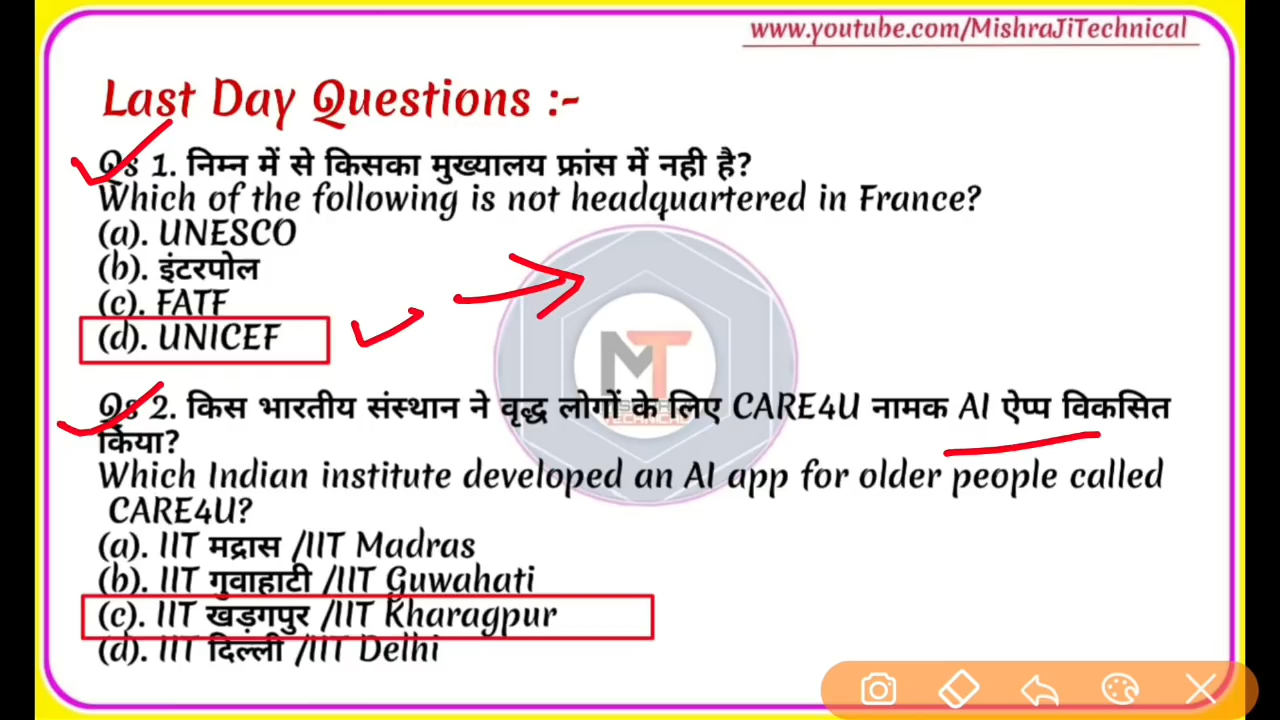 www.youtube.com/MishraJiTechnical
Last Day Questions :-
Qs 1. निम्न में से किसका मुख्यालय फ्रांस में नही है?
Which of the following is not headquartered in France?
(a). UNESCO
(b). इंटरपोल
(c). FATF
(d). UNICEF
MT
Qs 2. किस भारतीय संस्थान ने वृद्ध लोगों के लिए CARE4U नामक AI ऐप्प विकसित
किया?
Which Indian institute developed an AI app for older people called
CARE4U?
(a). IIT मद्रास /IIT Madras
(b). IIT गुवाहाटी /IIT Guwahati
(c). IIT खड़गपुर /IIT Kharagpur
(d). IIT दिल्ली /IIT Delhi